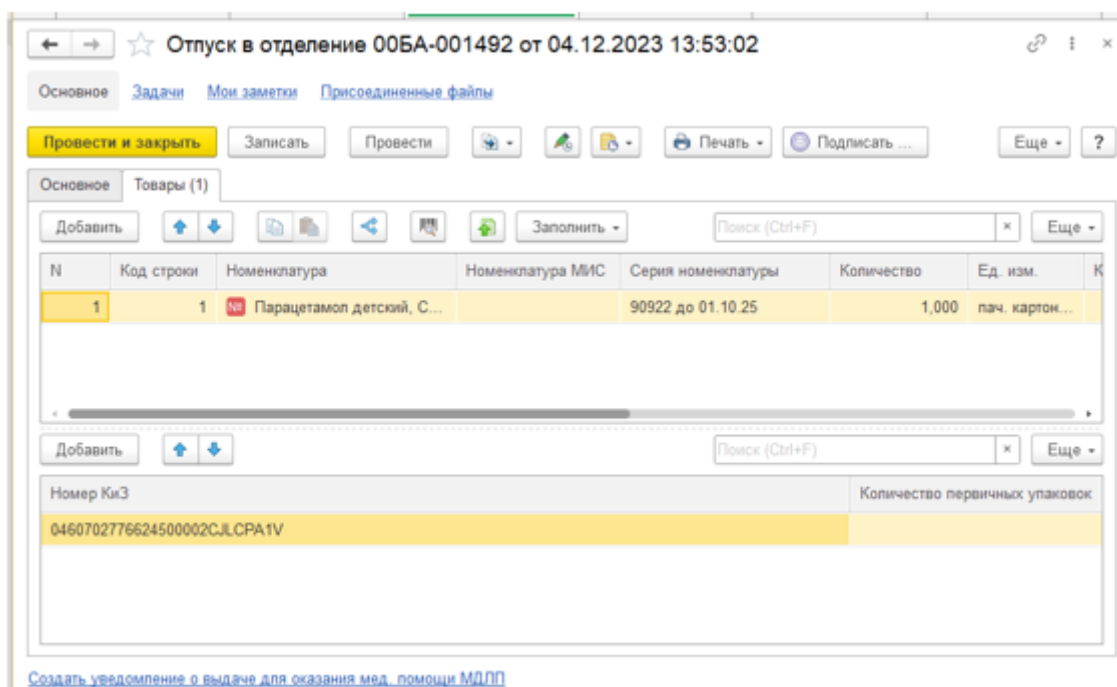 Отпуск в отделение 00БА-001492 от 04.12.2023 13:53:02
Основное Задачи Мои заметки Присоединенные файлы
Провести и закрыть Записать Провести Печать Подписать ... Еще ?
Основное Товары (1)
Добавить Заполнить Поиск (Ctrl+F) × Еще
N Код строки Номенклатура Номенклатура МИС Серия номенклатуры Количество Ед. изм. К
1 1 Парацетамол детский, С... 90922 до 01.10.25 1,000 пач. картон...
Добавить Поиск (Ctrl+F) × Еще
Номер КиЗ Количество первичных упаковок
0460702776624500002CJLCPA1V
Создать уведомление о выдаче для оказания мед. помощи МДЛП